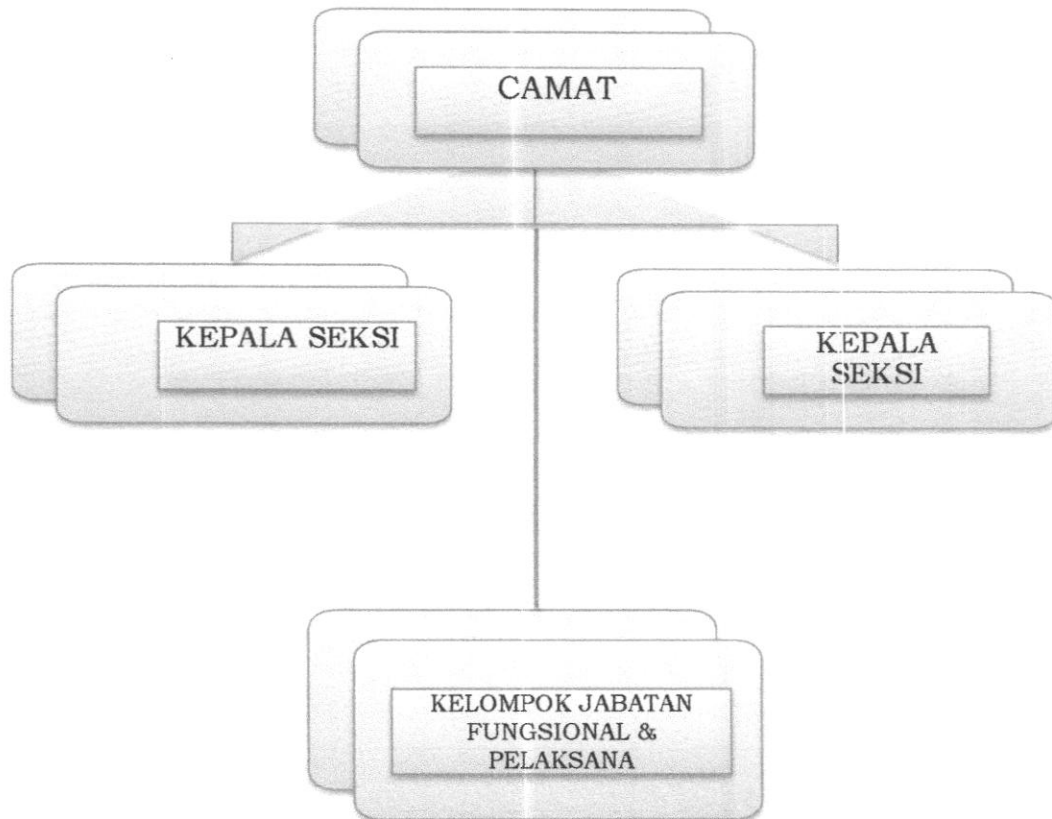 CAMAT
KEPALA SEKSI
KEPALA
SEKSI
KELOMPOK JABATAN
FUNGSIONAL &
PELAKSANA